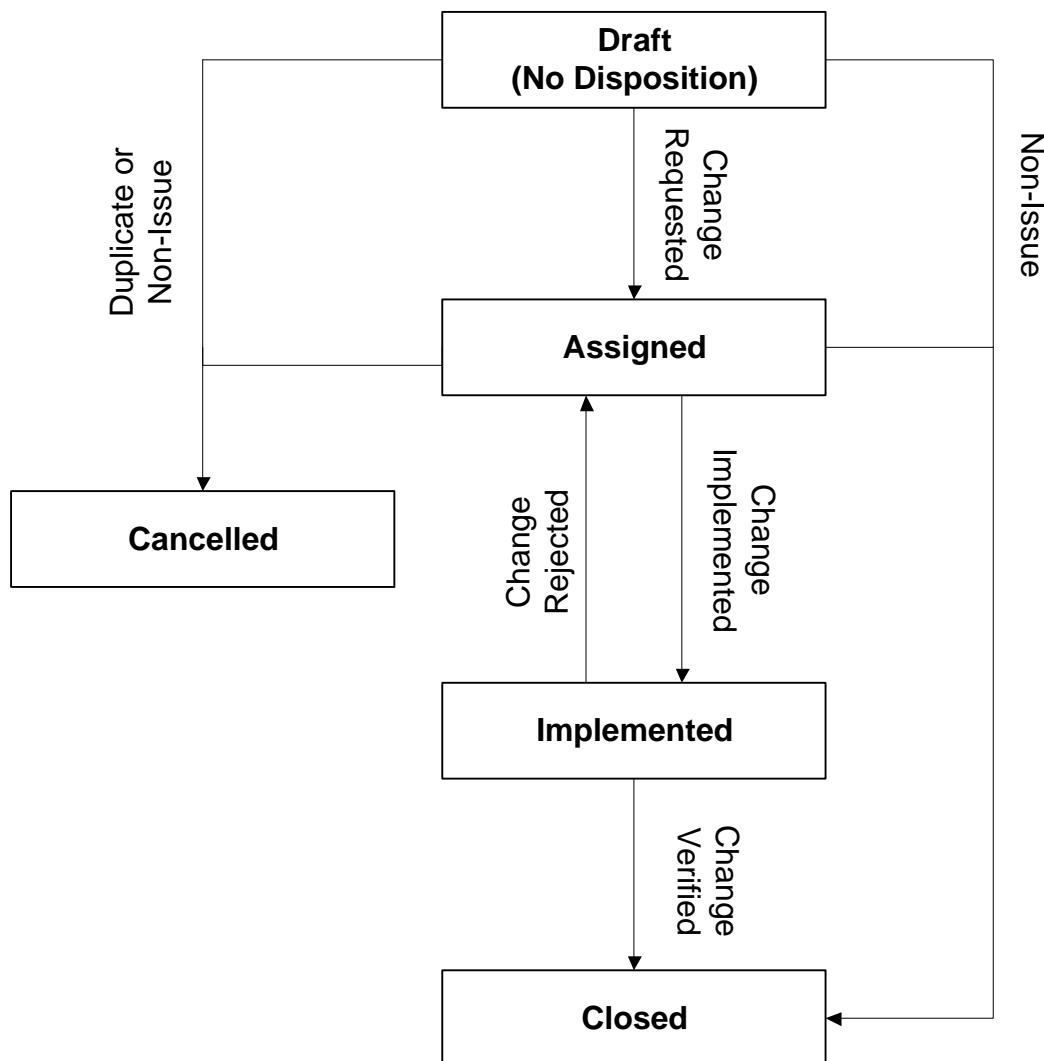 Draft
(No Disposition)
Duplicate or
Non-Issue
Change
Requested
Non-Issue
Assigned
Cancelled
Change
Rejected
Change
Implemented
Implemented
Change
Verified
Closed